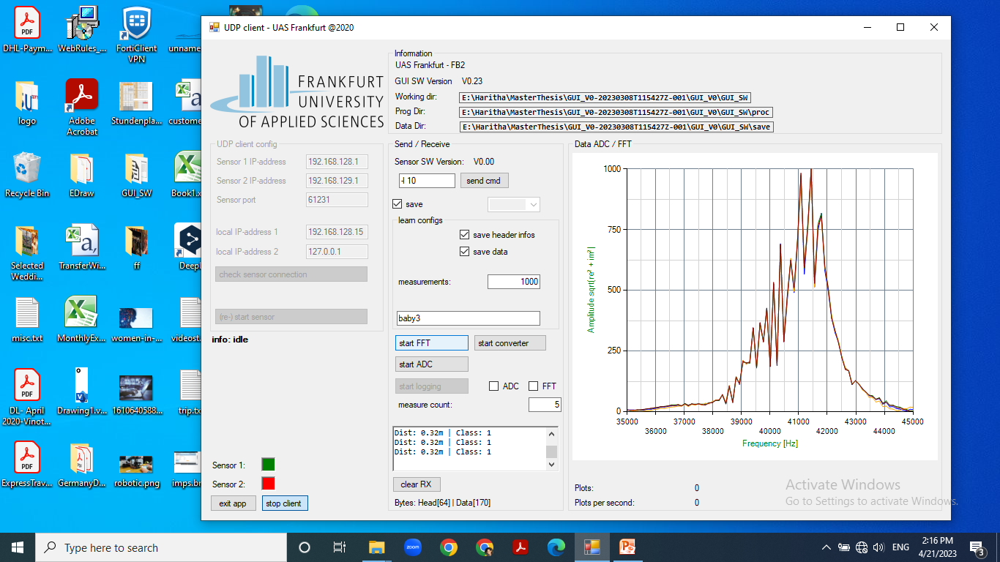 UDP client - UAS Frankfurt @2020
DHL-Paym...
WebRules_...
FortiClient VPN
unname
logo
Adobe Acrobat
Stundenpla...
custome
Recycle Bin
EDraw
GUI_SW
Book1.x
Selected Weddi...
TransferWi...
ff
Deepl
misc.txt
MonthlyEx...
women-in-...
videost.
DL- April 2020-Vinot...
Drawing1.v...
1610640588...
trip.tx
ExpressTrav...
GermanyD...
robotic.png
imps.br
FRANKFURT
UNIVERSITY
OF APPLIED SCIENCES
Information
UAS Frankfurt - FB2
GUI SW Version V0.23
Working dir: E:\Haritha\MasterThesis\GUI_V0-20230308T115427Z-001\GUI_V0\GUI_SW
Prog Dir: E:\Haritha\MasterThesis\GUI_V0-20230308T115427Z-001\GUI_V0\GUI_SW\proc
Data Dir: E:\Haritha\MasterThesis\GUI_V0-20230308T115427Z-001\GUI_V0\GUI_SW\save
UDP client config
Sensor 1 IP-address 192.168.128.1
Sensor 2 IP-address 192.168.129.1
Sensor port 61231
local IP-address 1 192.168.128.15
local IP-address 2 127.0.0.1
check sensor connection
(re-) start sensor
info: idle
Sensor 1:
Sensor 2:
exit app
stop client
Send / Receive
Sensor SW Version: V0.00
-l 10
send cmd
save
learn configs
save header infos
save data
measurements: 1000
baby3
start FFT
start converter
start ADC
start logging
ADC
FFT
measure count: 5
Dist: 0.32m | Class: 1
Dist: 0.32m | Class: 1
Dist: 0.32m | Class: 1
clear RX
Bytes: Head[64] | Data[170]
Data ADC / FFT
Amplitude sqrt(re² + im²|
1000
750
500
250
0
35000 37000 39000 41000 43000 45000
36000 38000 40000 42000 44000
Frequency [Hz]
Plots: 0
Plots per second: 0
Activate Windows
Go to Settings to activate Windows.
Type here to search
zoom
ENG
2:16 PM
4/21/2023
3